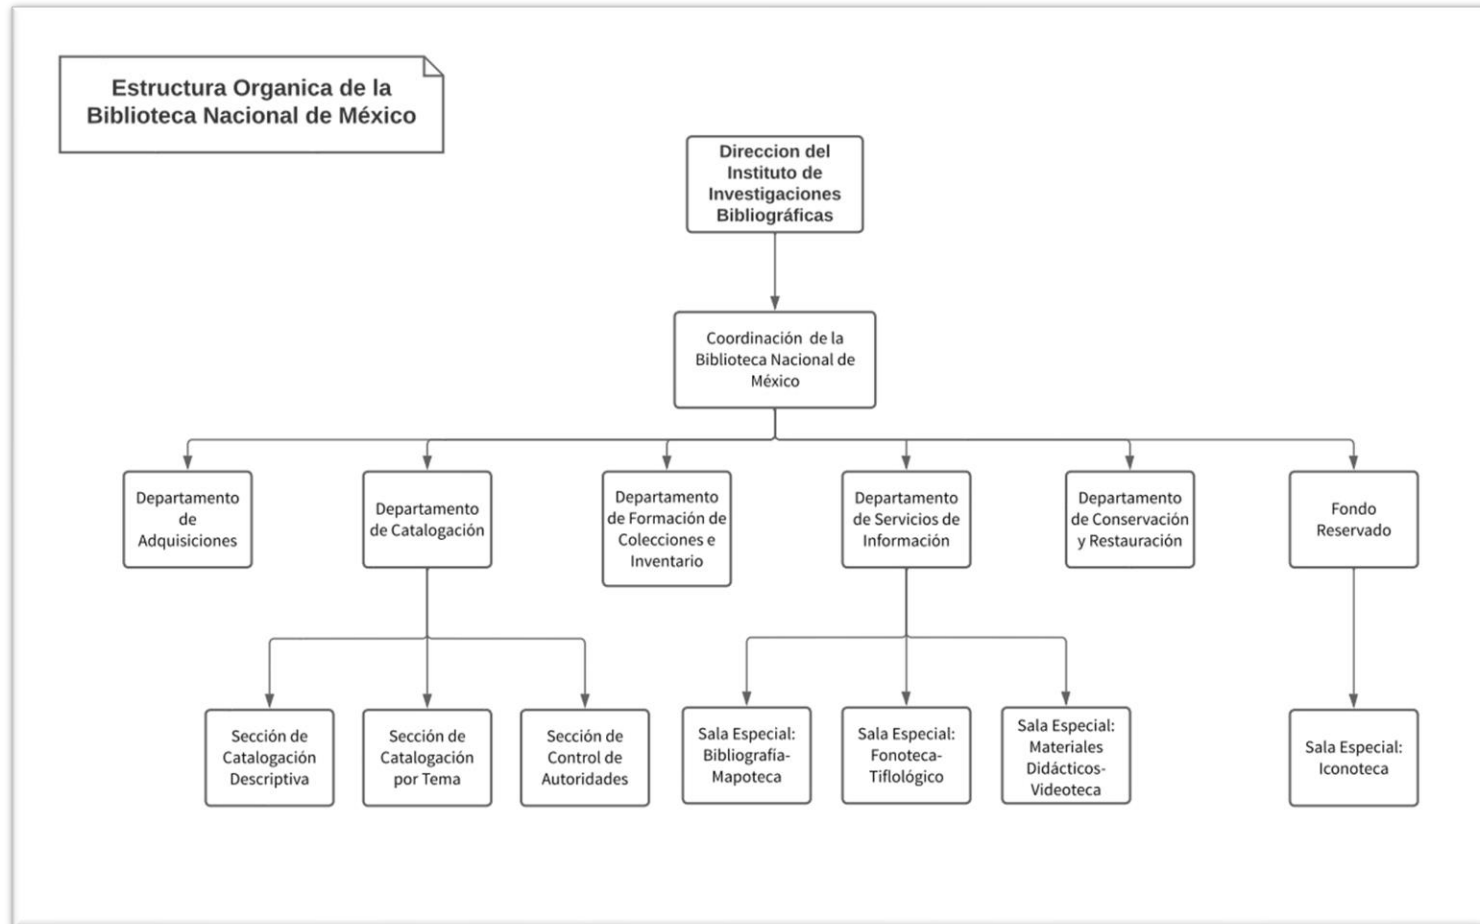 Estructura Organica de la
Biblioteca Nacional de México
Direccion del
Instituto de
Investigaciones
Bibliográficas
Coordinación  de la
Biblioteca Nacional de
México
Departamento
de
Adquisiciones
Departamento
de Catalogación
Departamento
de Formación de
Colecciones e
Inventario
Departamento
de Servicios de
Información
Departamento
de Conservación
y Restauración
Fondo
Reservado
Sección de
Catalogación
Descriptiva
Sección de
Catalogación
por Tema
Sección de
Control de
Autoridades
Sala Especial:
Bibliografía-
Mapoteca
Sala Especial:
Fonoteca-
Tiflológico
Sala Especial:
Materiales
Didácticos-
Videoteca
Sala Especial:
Iconoteca